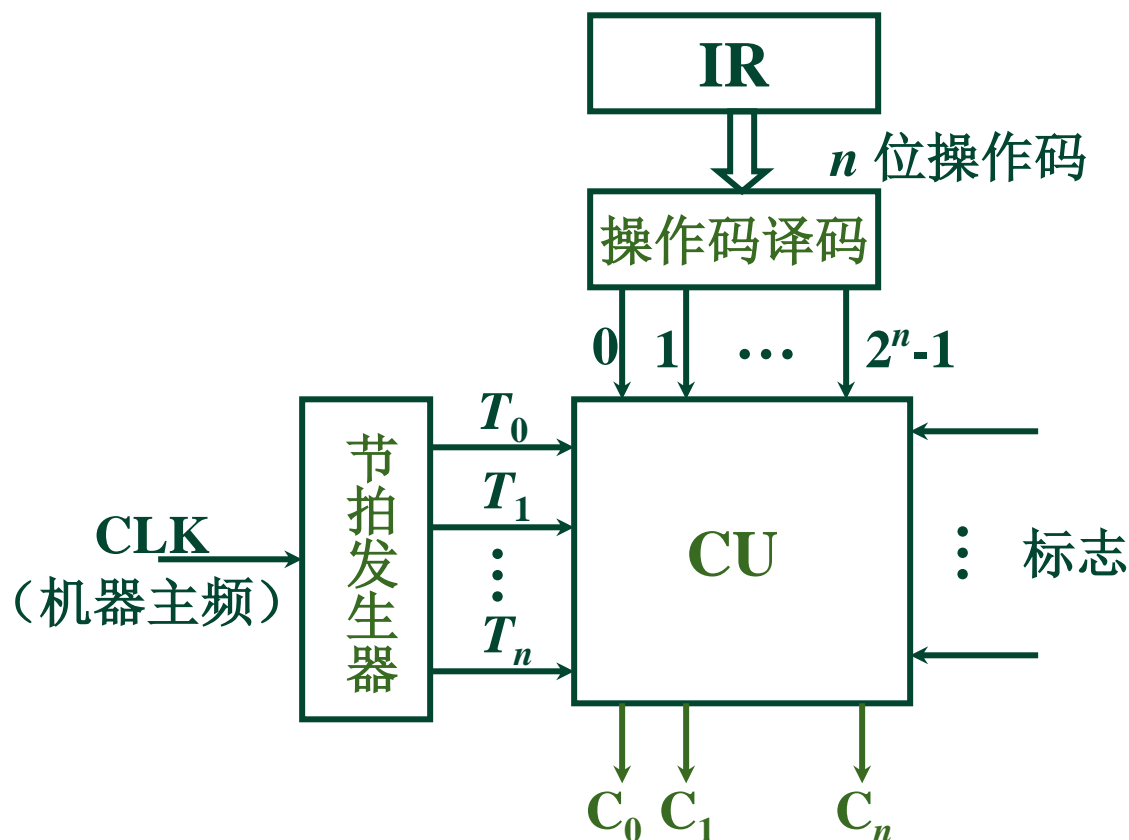 IR
n 位操作码
操作码译码
0 1 … 2ⁿ-1
T₀
T₁
⋮
Tₙ
节拍发生器
CLK
（机器主频）
CU
⋮ 标志
C₀ C₁ Cₙ